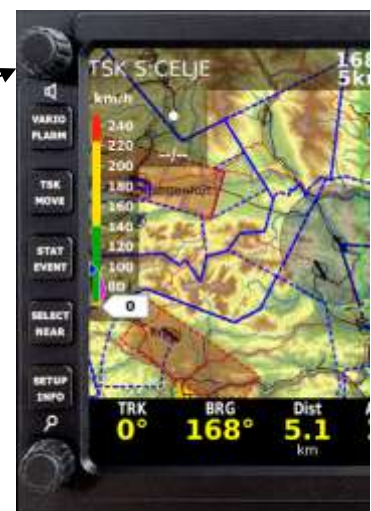 TSK S:CELJE
168
5k
km/h
VARIO
FLARM
240
220
200
--/--
TSK
MOVE
180
160
140
120
STAT
EVENT
100
80
0
SELECT
NEAR
SETUP
INFO
TRK
BRG
Dist
0°
168°
5.1
km